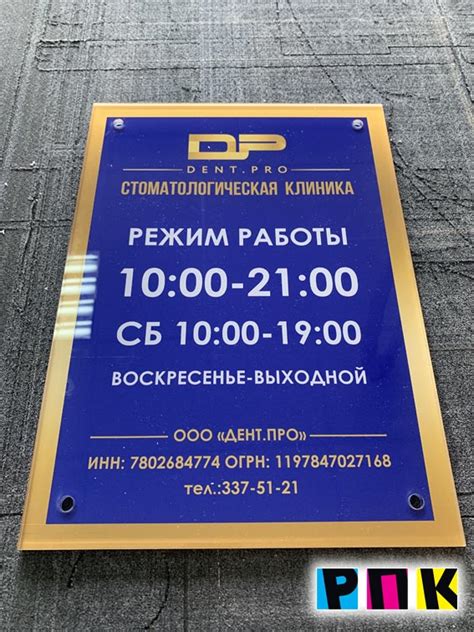 DP
DENT.PRO
СТОМАТОЛОГИЧЕСКАЯ КЛИНИКА
РЕЖИМ РАБОТЫ
10:00-21:00
СБ 10:00-19:00
ВОСКРЕСЕНЬЕ-ВЫХОДНОЙ
ООО «ДЕНТ.ПРО»
ИНН: 7802684774 ОГРН: 1197847027168
тел.:337-51-21
РПК